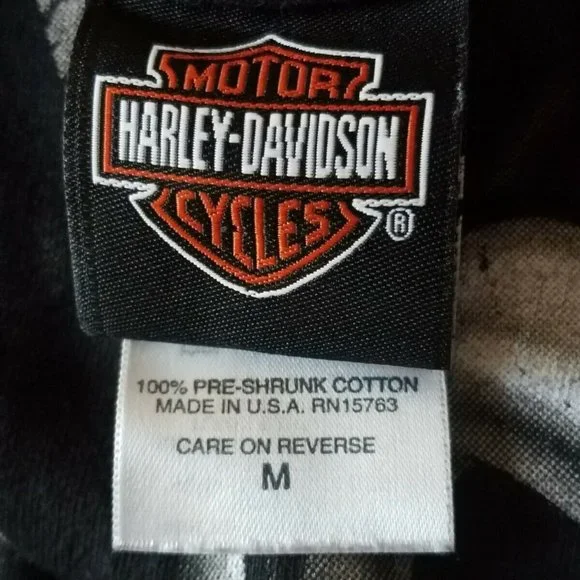 MOTOR
HARLEY-DAVIDSON
CYCLES
®
100% PRE-SHRUNK COTTON
MADE IN U.S.A. RN15763
CARE ON REVERSE
M